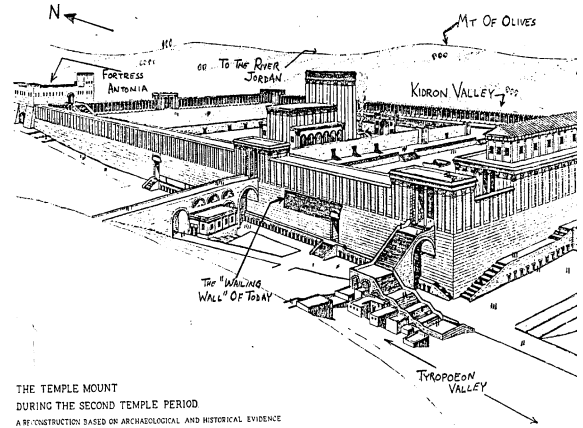 N
MT OF OLIVES
TO THE RIVER
JORDAN
FORTRESS
ANTONIA
KIDRON VALLEY
THE "WAILING
WALL" OF TODAY
TYROPOEON
VALLEY
THE TEMPLE MOUNT
DURING THE SECOND TEMPLE PERIOD.
A RECONSTRUCTION BASED ON ARCHAEOLOGICAL AND HISTORICAL EVIDENCE